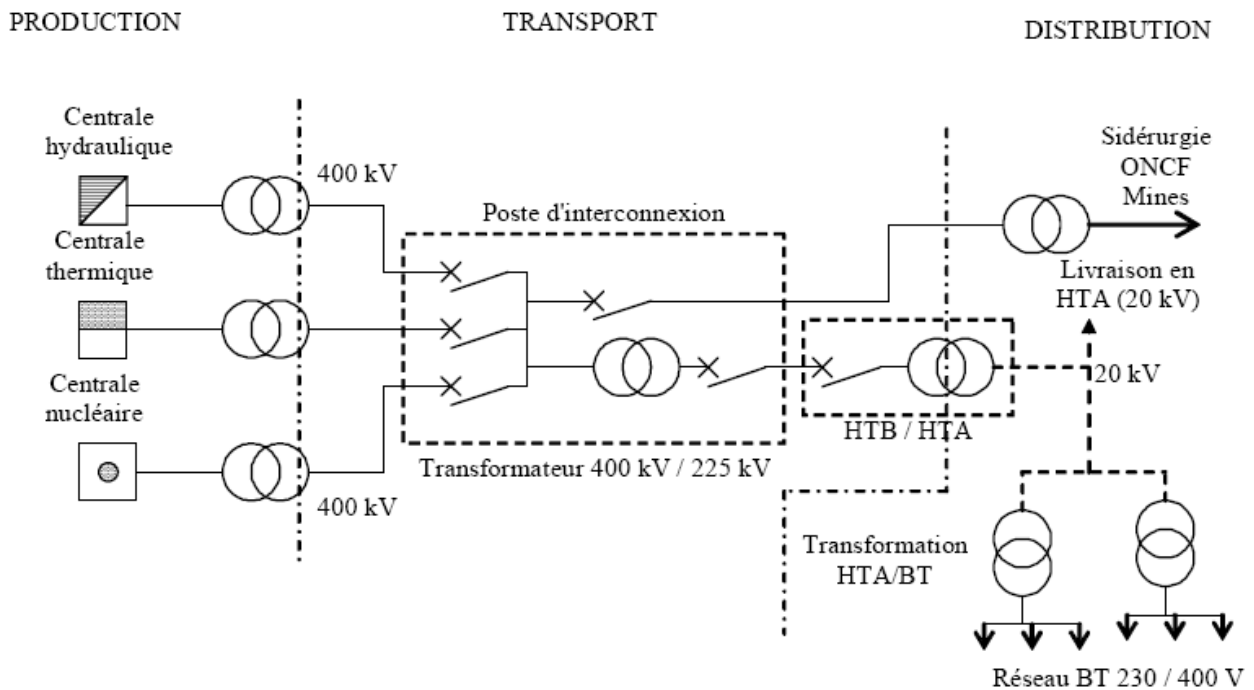 PRODUCTION
TRANSPORT
DISTRIBUTION
Centrale
hydraulique
400 kV
Centrale
thermique
Centrale
nucléaire
400 kV
Poste d'interconnexion
Transformateur 400 kV / 225 kV
Sidérurgie
ONCF
Mines
Livraison en
HTA (20 kV)
20 kV
HTB / HTA
Transformation
HTA/BT
Réseau BT 230 / 400 V